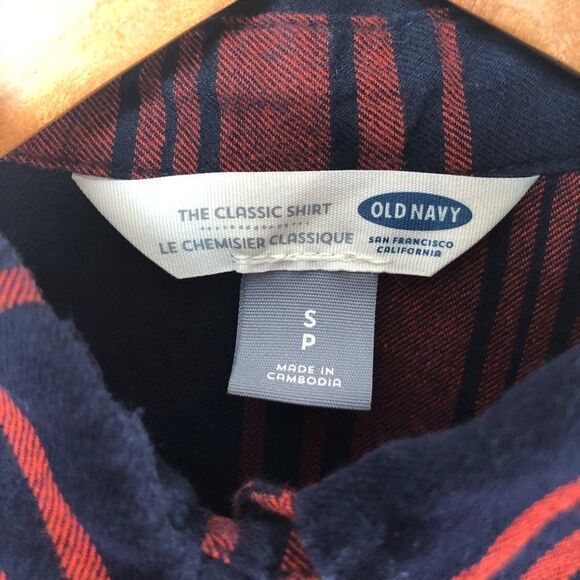 THE CLASSIC SHIRT
LE CHEMISIER CLASSIQUE
OLD NAVY
SAN FRANCISCO
CALIFORNIA
S
P
MADE IN
CAMBODIA